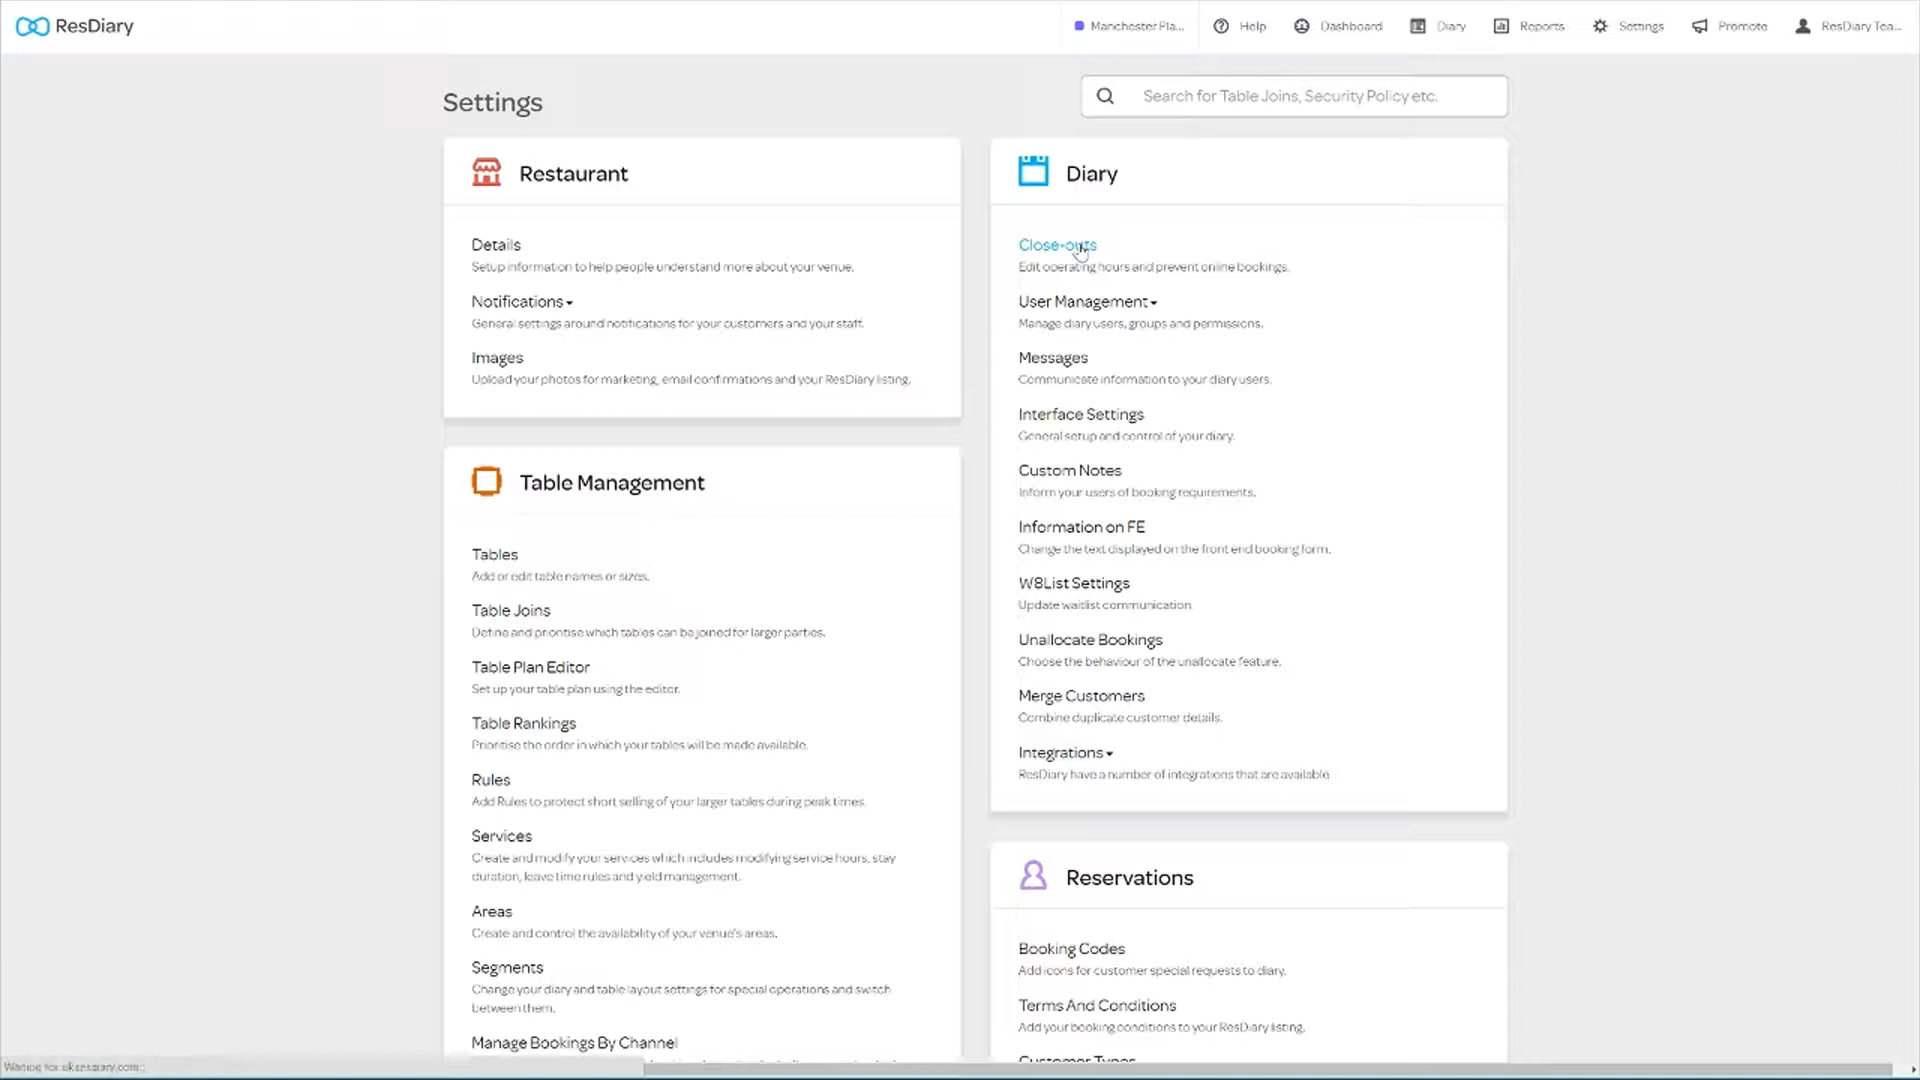 ResDiary
Manchester Pla...
Help
Dashboard
Diary
Reports
Settings
Promote
ResDiary Tea...
Settings
Search for Table Joins, Security Policy etc.
Restaurant
Details
Setup information to help people understand more about your venue.
Notifications
General settings around notifications for your customers and your staff.
Images
Upload your photos for marketing, email confirmations and your ResDiary listing.
Table Management
Tables
Add or edit table names or sizes.
Table Joins
Define and prioritise which tables can be joined for larger parties.
Table Plan Editor
Set up your table plan using the editor.
Table Rankings
Prioritise the order in which your tables will be made available.
Rules
Add Rules to protect short selling of your larger tables during peak times.
Services
Create and modify your services which includes modifying service hours, stay
duration, leave time rules and yield management.
Areas
Create and control the availability of your venue's areas.
Segments
Change your diary and table layout settings for special operations and switch
between them.
Manage Bookings By Channel
Diary
Close-outs
Edit operating hours and prevent online bookings.
User Management
Manage diary users, groups and permissions.
Messages
Communicate information to your diary users.
Interface Settings
General setup and control of your diary.
Custom Notes
Inform your users of booking requirements.
Information on FE
Change the text displayed on the front end booking form.
W8List Settings
Update waitlist communication
Unallocate Bookings
Choose the behaviour of the unallocate feature.
Merge Customers
Combine duplicate customer details.
Integrations
ResDiary have a number of integrations that are available
Reservations
Booking Codes
Add icons for customer special requests to diary.
Terms And Conditions
Add your booking conditions to your ResDiary listing.
Customer Types
Waiting for